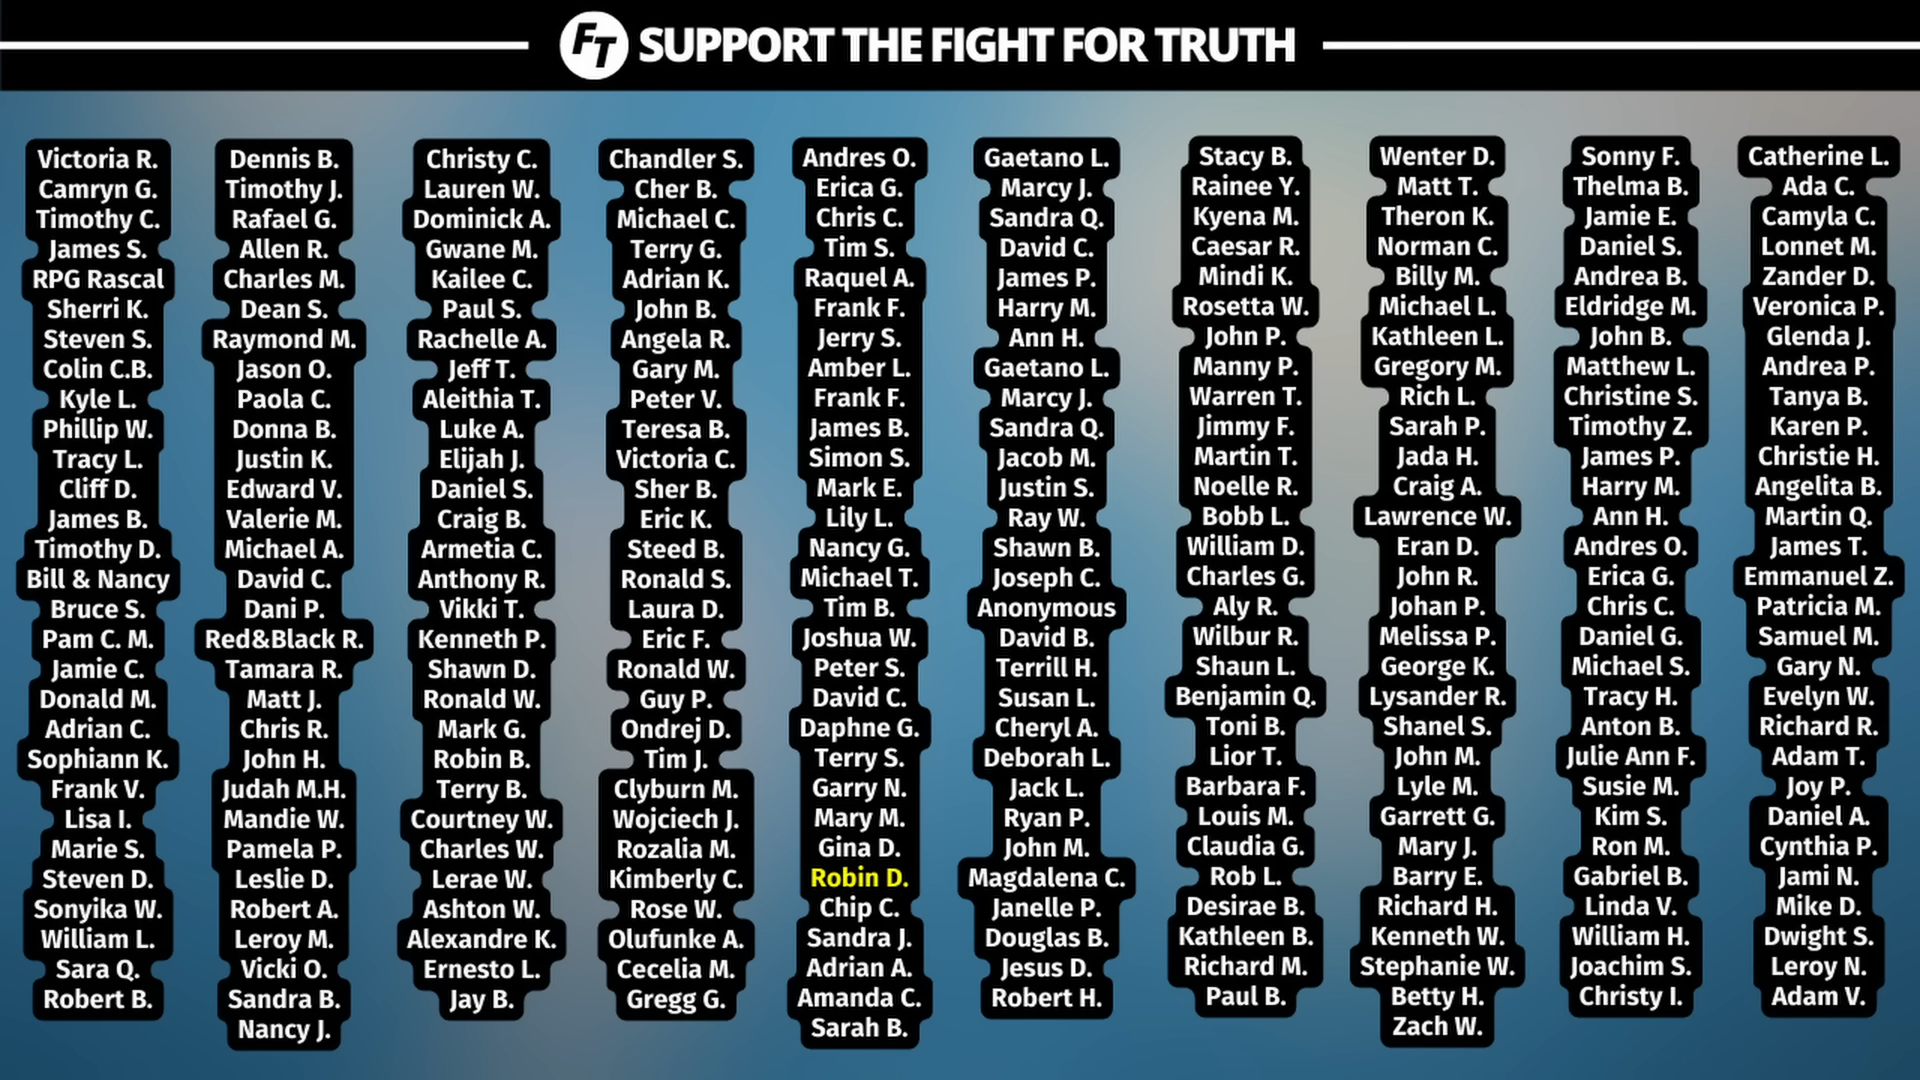 FT SUPPORT THE FIGHT FOR TRUTH
Victoria R.
Camryn G.
Timothy C.
James S.
RPG Rascal
Sherri K.
Steven S.
Colin C.B.
Kyle L.
Phillip W.
Tracy L.
Cliff D.
James B.
Timothy D.
Bill & Nancy
Bruce S.
Pam C. M.
Jamie C.
Donald M.
Adrian C.
Sophiann K.
Frank V.
Lisa I.
Marie S.
Steven D.
Sonyika W.
William L.
Sara Q.
Robert B.
Dennis B.
Timothy J.
Rafael G.
Allen R.
Charles M.
Dean S.
Raymond M.
Jason O.
Paola C.
Donna B.
Justin K.
Edward V.
Valerie M.
Michael A.
David C.
Dani P.
Red&Black R.
Tamara R.
Matt J.
Chris R.
John H.
Judah M.H.
Mandie W.
Pamela P.
Leslie D.
Robert A.
Leroy M.
Vicki O.
Sandra B.
Nancy J.
Christy C.
Lauren W.
Dominick A.
Gwane M.
Kailee C.
Paul S.
Rachelle A.
Jeff T.
Aleithia T.
Luke A.
Elijah J.
Daniel S.
Craig B.
Armetia C.
Anthony R.
Vikki T.
Kenneth P.
Shawn D.
Ronald W.
Mark G.
Robin B.
Terry B.
Courtney W.
Charles W.
Lerae W.
Ashton W.
Alexandre K.
Ernesto L.
Jay B.
Chandler S.
Cher B.
Michael C.
Terry G.
Adrian K.
John B.
Angela R.
Gary M.
Peter V.
Teresa B.
Victoria C.
Sher B.
Eric K.
Steed B.
Ronald S.
Laura D.
Eric F.
Ronald W.
Guy P.
Ondrej D.
Tim J.
Clyburn M.
Wojciech J.
Rozalia M.
Kimberly C.
Rose W.
Olufunke A.
Cecelia M.
Gregg G.
Andres O.
Erica G.
Chris C.
Tim S.
Raquel A.
Frank F.
Jerry S.
Amber L.
Frank F.
James B.
Simon S.
Mark E.
Lily L.
Nancy G.
Michael T.
Tim B.
Joshua W.
Peter S.
David C.
Daphne G.
Terry S.
Garry N.
Mary M.
Gina D.
Robin D.
Chip C.
Sandra J.
Adrian A.
Amanda C.
Sarah B.
Gaetano L.
Marcy J.
Sandra Q.
David C.
James P.
Harry M.
Ann H.
Gaetano L.
Marcy J.
Sandra Q.
Jacob M.
Justin S.
Ray W.
Shawn B.
Joseph C.
Anonymous
David B.
Terrill H.
Susan L.
Cheryl A.
Deborah L.
Jack L.
Ryan P.
John M.
Magdalena C.
Janelle P.
Douglas B.
Jesus D.
Robert H.
Stacy B.
Rainee Y.
Kyena M.
Caesar R.
Mindi K.
Rosetta W.
John P.
Manny P.
Warren T.
Jimmy F.
Martin T.
Noelle R.
Bobb L.
William D.
Charles G.
Aly R.
Wilbur R.
Shaun L.
Benjamin Q.
Toni B.
Lior T.
Barbara F.
Louis M.
Claudia G.
Rob L.
Desirae B.
Kathleen B.
Richard M.
Paul B.
Wenter D.
Matt T.
Theron K.
Norman C.
Billy M.
Michael L.
Kathleen L.
Gregory M.
Rich L.
Sarah P.
Jada H.
Craig A.
Lawrence W.
Eran D.
John R.
Johan P.
Melissa P.
George K.
Lysander R.
Shanel S.
John M.
Lyle M.
Garrett G.
Mary J.
Barry E.
Richard H.
Kenneth W.
Stephanie W.
Betty H.
Zach W.
Sonny F.
Thelma B.
Jamie E.
Daniel S.
Andrea B.
Eldridge M.
John B.
Matthew L.
Christine S.
Timothy Z.
James P.
Harry M.
Ann H.
Andres O.
Erica G.
Chris C.
Daniel G.
Michael S.
Tracy H.
Anton B.
Julie Ann F.
Susie M.
Kim S.
Ron M.
Gabriel B.
Linda V.
William H.
Joachim S.
Christy I.
Catherine L.
Ada C.
Camyla C.
Lonnet M.
Zander D.
Veronica P.
Glenda J.
Andrea P.
Tanya B.
Karen P.
Christie H.
Angelita B.
Martin Q.
James T.
Emmanuel Z.
Patricia M.
Samuel M.
Gary N.
Evelyn W.
Richard R.
Adam T.
Joy P.
Daniel A.
Cynthia P.
Jami N.
Mike D.
Dwight S.
Leroy N.
Adam V.